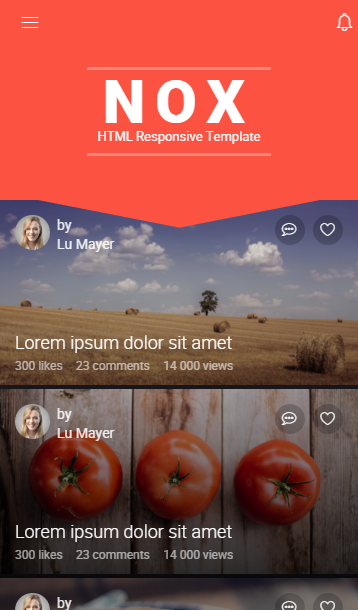 NOX
HTML Responsive Template
by
Lu Mayer
Lorem ipsum dolor sit amet
300 likes 23 comments 14 000 views
by
Lu Mayer
Lorem ipsum dolor sit amet
300 likes 23 comments 14 000 views
by